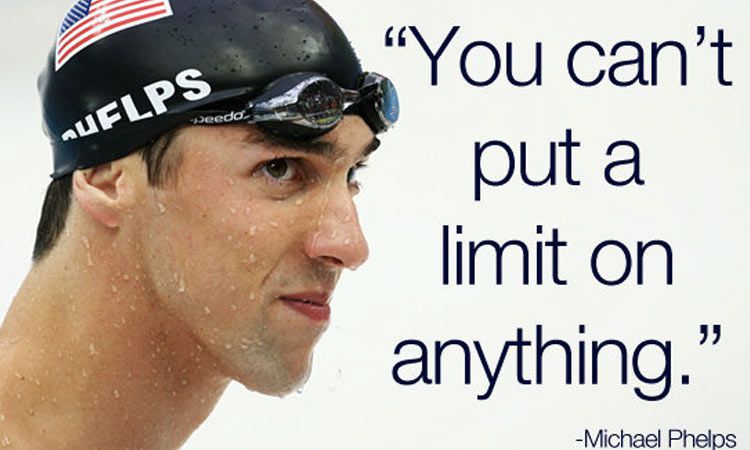 PHELPS
speedo
“You can’t
put a
limit on
anything.”
-Michael Phelps